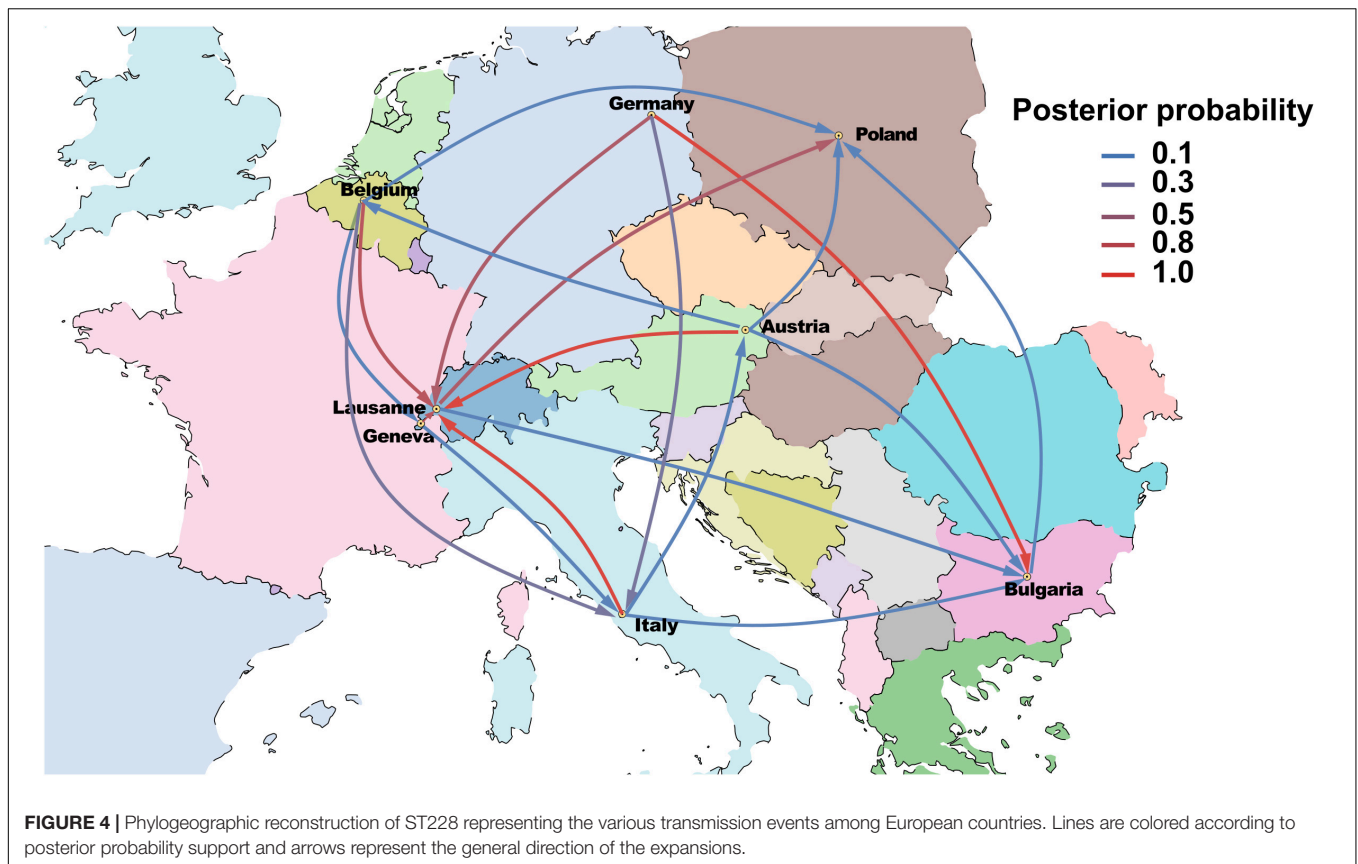 Germany
Poland
Belgium
Austria
Lausanne
Geneva
Italy
Bulgaria
Posterior probability
0.1
0.3
0.5
0.8
1.0
FIGURE 4 | Phylogeographic reconstruction of ST228 representing the various transmission events among European countries. Lines are colored according to
posterior probability support and arrows represent the general direction of the expansions.